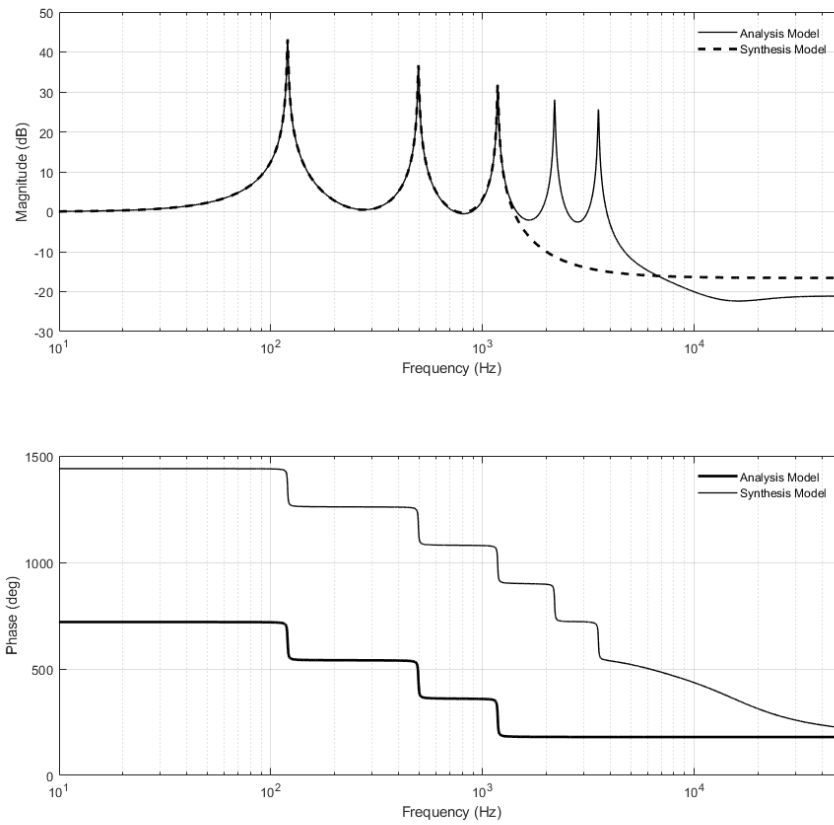 50
40
30
20
10
0
-10
-20
-30
Magnitude (dB)
Analysis Model
Synthesis Model
10^1
10^2
10^3
10^4
Frequency (Hz)
1500
1000
500
0
Phase (deg)
Analysis Model
Synthesis Model
10^1
10^2
10^3
10^4
Frequency (Hz)